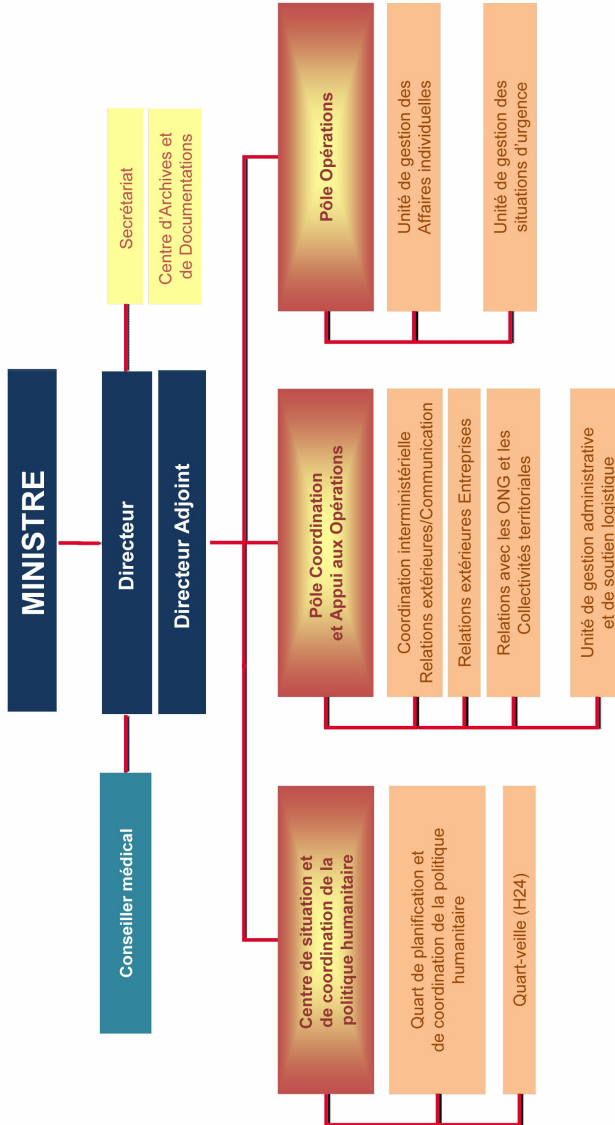 MINISTRE
Conseiller médical
Directeur
Directeur Adjoint
Secrétariat
Centre d'Archives et
de Documentations
Centre de situation et
de coordination de la
politique humanitaire
Quart de planification et
de coordination de la politique
humanitaire
Quart-veille (H24)
Pôle Coordination
et Appui aux Opérations
Coordination interministérielle
Relations extérieures/Communication
Relations extérieures Entreprises
Relations avec les ONG et les
Collectivités territoriales
Unité de gestion administrative
et de soutien logistique
Pôle Opérations
Unité de gestion des
Affaires individuelles
Unité de gestion des
situations d'urgence